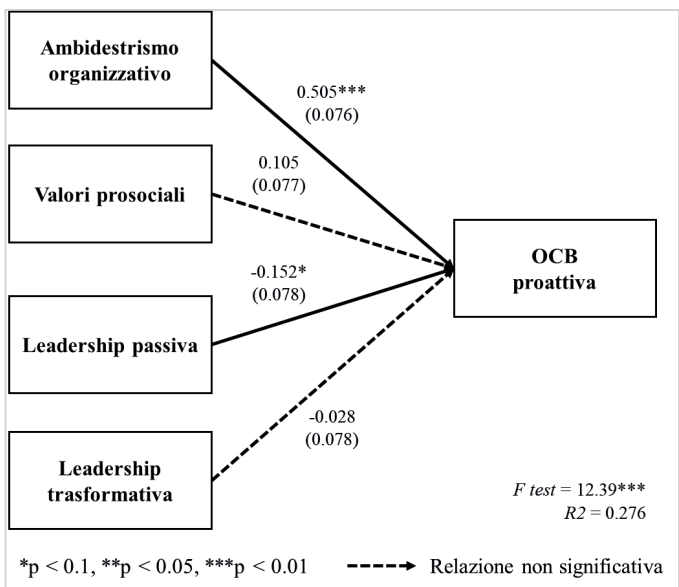 Ambidestrismo
organizzativo
0.505***
(0.076)
Valori prosociali
0.105
(0.077)
OCB
proattiva
-0.152*
(0.078)
Leadership passiva
-0.028
(0.078)
Leadership
trasformativa
F test = 12.39***
R2 = 0.276
*p < 0.1, **p < 0.05, ***p < 0.01
Relazione non significativa